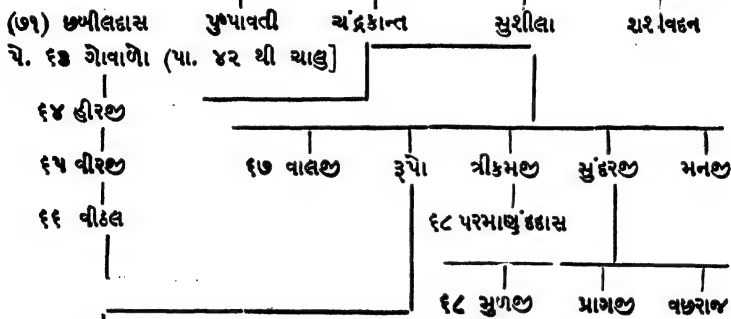 (૭૧) છબીલદાસ પુષ્પાવતી ચંદ્રકાન્ત સુશીલા શશીવદન
પે. ૬૩ ગોવાળો (પા. ૪૨ થી ચાલુ]
૬૪ હીરજી
૬૫ વીરજી ૬૭ વાલજી રૂપો ત્રીકમજી સુંદરજી મનજી
૬૬ વીઠલ ૬૮ પરમાણુંદદાસ
૬૮ મુળજી પ્રાગજી વછરાજ